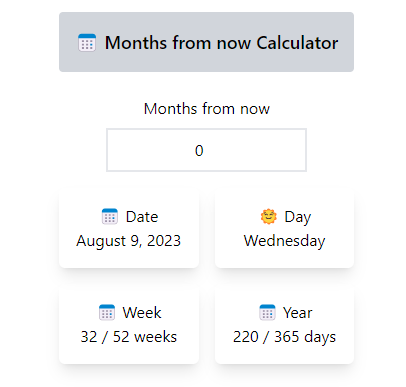 Months from now Calculator
Months from now
0
Date
August 9, 2023
Day
Wednesday
Week
32 / 52 weeks
Year
220 / 365 days